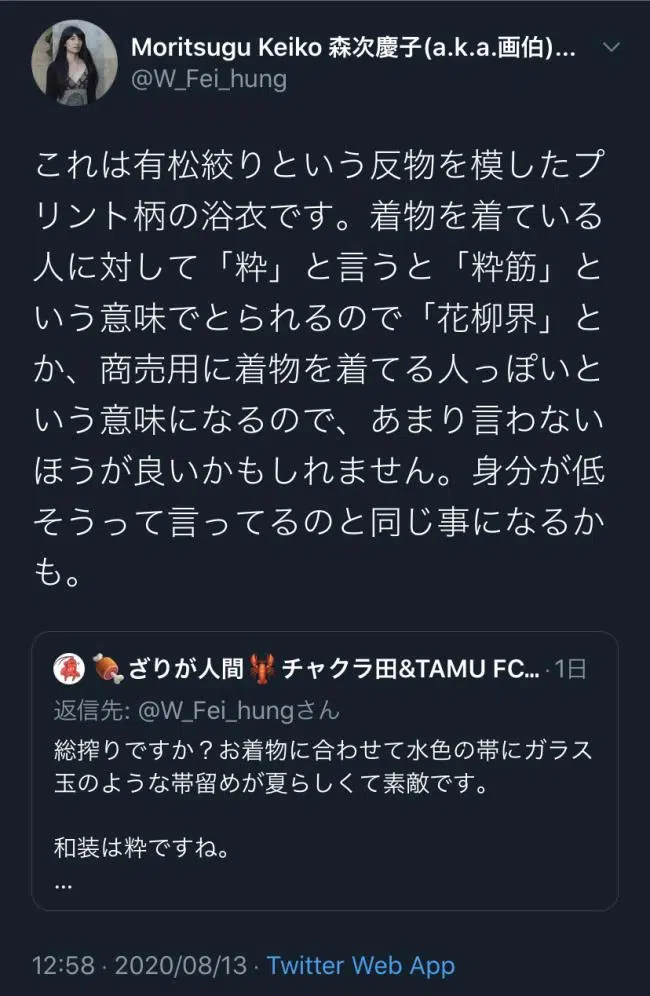 Moritsugu Keiko 森次慶子(a.k.a.画伯)...
@W_Fei_hung
これは有松絞りという反物を模したプ
リント柄の浴衣です。着物を着ている
人に対して「粋」と言うと「粋筋」と
いう意味でとられるので「花柳界」と
か、商売用に着物を着てる人っぽいと
いう意味になるので、あまり言わない
ほうが良いかもしれません。身分が低
そうって言ってるのと同じ事になるか
も。
🍖ざりが人間🦞チャクラ田&TAMU FC... · 1日
返信先: @W_Fei_hungさん
総搾りですか？お着物に合わせて水色の帯にガラス
玉のような帯留めが夏らしくて素敵です。
和装は粋ですね。
...
12:58 · 2020/08/13 · Twitter Web App